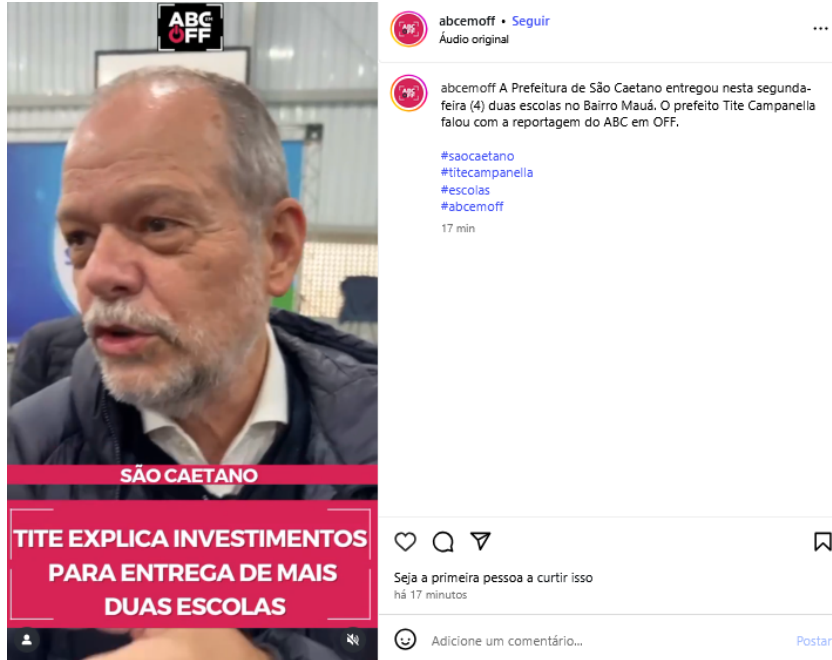 ABC EM
OFF
SÃO CAETANO
TITE EXPLICA INVESTIMENTOS
PARA ENTREGA DE MAIS
DUAS ESCOLAS
abcemoff • Seguir
Áudio original
abcemoff A Prefeitura de São Caetano entregou nesta segunda-
feira (4) duas escolas no Bairro Mauá. O prefeito Tite Campanella
falou com a reportagem do ABC em OFF.
#saocaetano
#titecampanella
#escolas
#abcemoff
17 min
Seja a primeira pessoa a curtir isso
há 17 minutos
Adicione um comentário...
Postar